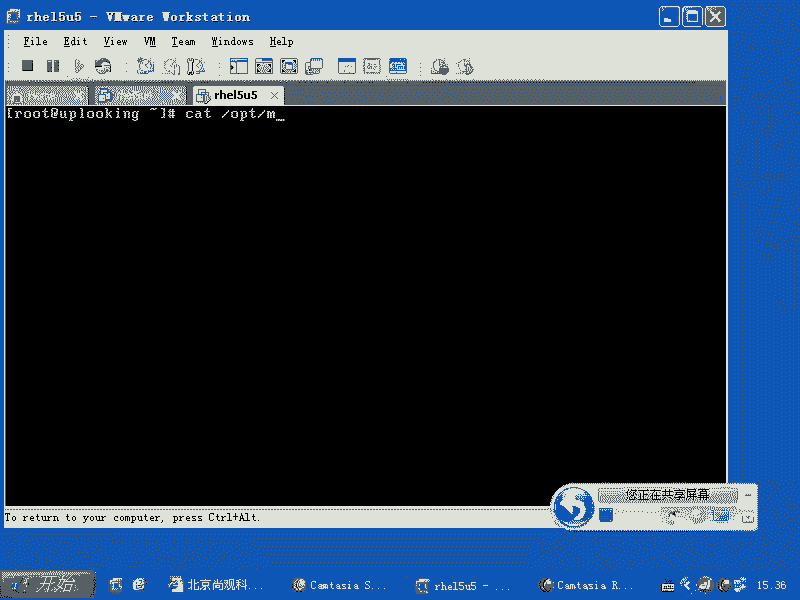 rhel5u5 - VMware Workstation
File Edit View VM Team Windows Help
rhel5u5
[root@uplooking ~]# cat /opt/m_
您正在共享屏幕
To return to your computer, press Ctrl+Alt.
开始 北京尚观科... Camtasia S... rhel5u5 - ... Camtasia R... 15:36